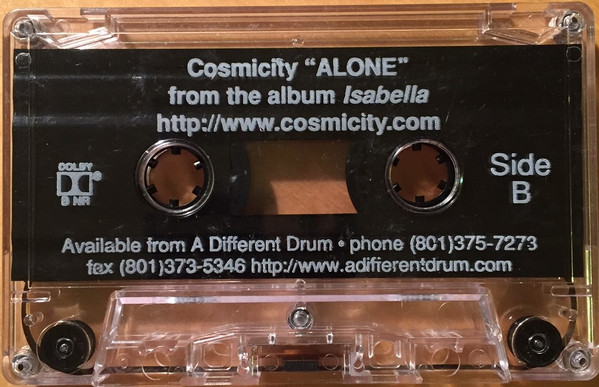 Cosmicity “ALONE”
from the album Isabella
http://www.cosmicity.com
DOLBY
B NR
Side
B
Available from A Different Drum • phone (801)375-7273
fax (801)373-5346 http://www.adifferentdrum.com